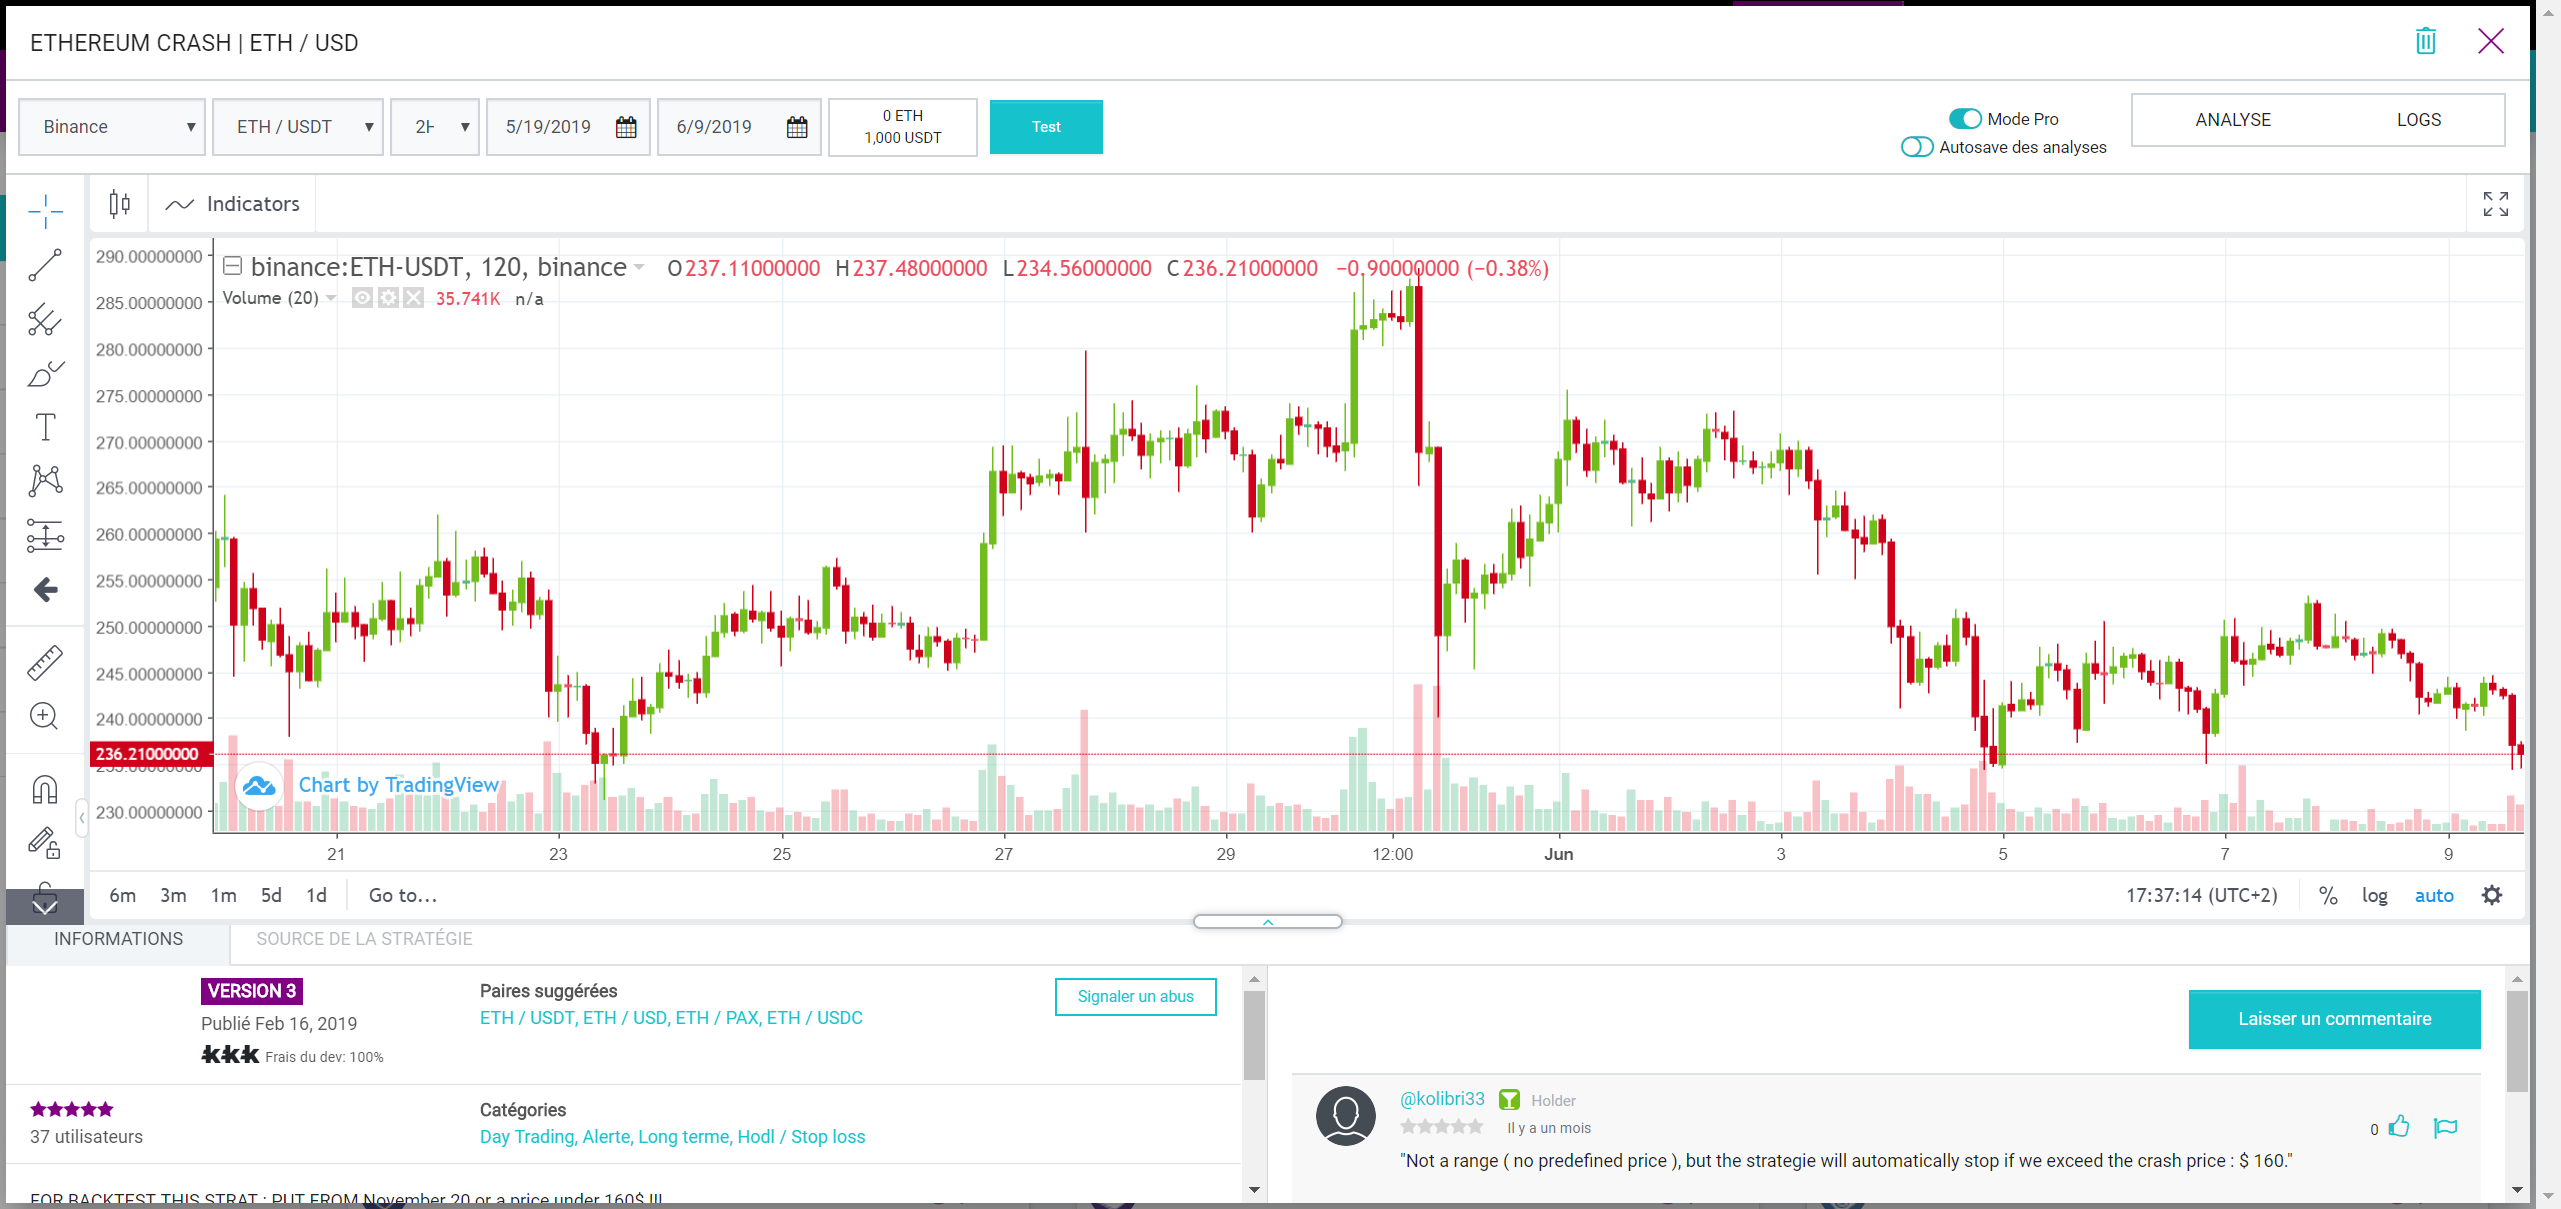 ETHEREUM CRASH | ETH / USD
Binance
ETH / USDT
2H
5/19/2019
6/9/2019
0 ETH
1,000 USDT
Test
Mode Pro
Autosave des analyses
ANALYSE
LOGS
Indicators
binance:ETH-USDT, 120, binance
O237.11000000 H237.48000000 L234.56000000 C236.21000000 −0.90000000 (−0.38%)
Volume (20)
35.741K n/a
290.00000000
285.00000000
280.00000000
275.00000000
270.00000000
265.00000000
260.00000000
255.00000000
250.00000000
245.00000000
240.00000000
236.21000000
235.00000000
230.00000000
Chart by TradingView
21 23 25 27 29 12:00 Jun 3 5 7 9
6m 3m 1m 5d 1d Go to...
17:37:14 (UTC+2) % log auto
INFORMATIONS
SOURCE DE LA STRATÉGIE
VERSION 3
Publié Feb 16, 2019
Frais du dev: 100%
Paires suggérées
ETH / USDT, ETH / USD, ETH / PAX, ETH / USDC
Signaler un abus
37 utilisateurs
Catégories
Day Trading, Alerte, Long terme, Hodl / Stop loss
FOR BACKTEST THIS STRAT : PUT FROM November 20 or a price under 160$ !!!
Laisser un commentaire
@kolibri33
Holder
Il y a un mois
0
"Not a range ( no predefined price ), but the strategie will automatically stop if we exceed the crash price : $ 160."